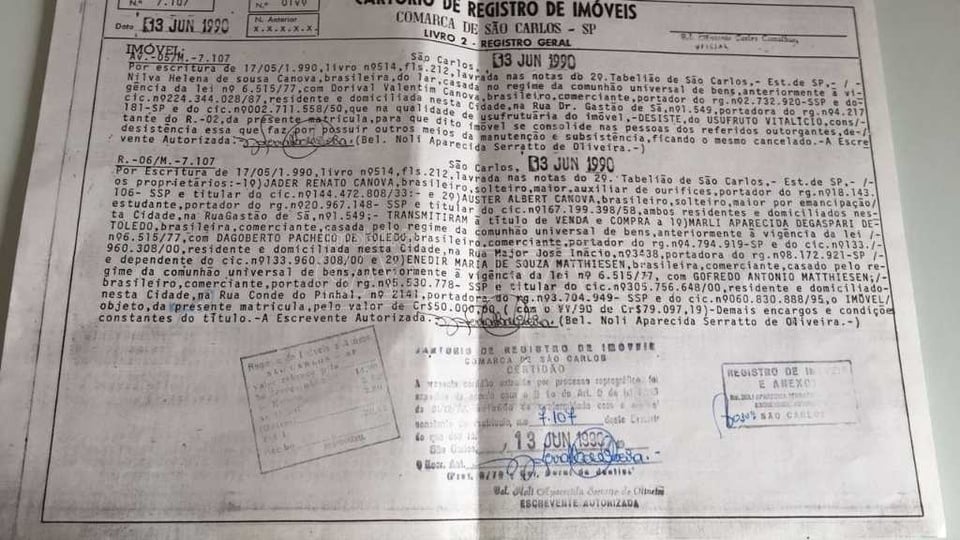 N.º 7.107
Data 13 JUN 1990
N.º 01vº
N. Anterior
x.x.x.x.
CARTÓRIO DE REGISTRO DE IMÓVEIS
COMARCA DE SÃO CARLOS - SP
LIVRO 2 - REGISTRO GERAL
OFICIAL
IMÓVEL:
AV.-05/M.-7.107 São Carlos, 13 JUN 1990
Por escritura de 17/05/1.990,livro nº514,fls.212,lavrada nas notas do 2º.Tabelião de São Carlos,- Est.de SP,- /-
Nilva Helena de sousa Canova,brasileira,do lar,casada no regime da comunhão universal de bens,anteriormente à vi-
gência da lei nº 6.515/77,com Dorival Valentim Canova,brasileiro,comerciante,portador do rg.nº2.732.920-SSP e do-
cic.nº224.344.028/87,residente e domiciliada nesta Cidade,na Rua Dr. Gastão de Sá,nº1.549,portadora do rg.nº4.217
181-SP e do cic.nº0002.711.558/50,que na qualidade de usufrutuária do imóvel,-DESISTE,do USUFRUTO VITALICIO,cons/-
tante do R.-02,da presente matrícula,para que dito imóvel se consolide nas pessoas dos referidos outorgantes,de-/
desistência essa que faz por possuir outros meios da manutenção e subsistência,ficando o mesmo cancelado.-A Escre
vente Autorizada. (Bel. Noli Aparecida Serratto de Oliveira.-)
R.-06/M.-7.107 São Carlos, 13 JUN 1990
Por Escritura de 17/05/1.990, livro nº514,fls.212,lavrada nas notas do 2º.Tabelião de São Carlos,- Est.de SP,-/-
os proprietários:-1º)JADER RENATO CANOVA,brasileiro,solteiro,maior,auxiliar de ourifices,portador do rg.nº18.143.
106- SSP e titular do cic.nº144.472.808/33:- e 2º)AUSTER ALBERT CANOVA,brasileiro,solteiro,maior por emancipação/
estudante,portador do rg.nº20.967.148- SSP e titular do cic.nº167.199.398/58,ambos residentes e domiciliados nes-
ta Cidade,na RuaGastão de Sá,nº1.549;- TRANSMITIRAM à título de VENDA e COMPRA a 1º)MARLI APARECIDA DEGASPARI DE-
TOLEDO,brasileira,comerciante,casada pelo regime da comunhão universal de bens,anteriormente à vigência da lei /-
nº6.515/77,com DAGOBERTO PACHECO DE TOLEDO,brasileiro,comerciante,portador do rg.nº4.794.919-SP e do cic.nº133./-
960.308/00,residente e domiciliada nesta Cidade,na Rua Major José Inácio,nº3438,portadora do rg.nº8.172.921-SP /-
e dependente do cic.nº133.960.308/00 e 2º)ENEDIR MARIA DE SOUZA MATTHIESEN,brasileira,comerciante,casado pelo re-
gime da comunhão universal de bens,anteriormente à vigência da lei nº 6.515/77, com GOFREDO ANTONIO MATTHIESEN;/-
brasileiro,comerciante,portador do rg.nº5.530.778- SSP e titular do cic.nº305.756.648/00,residente e domiciliado-
nesta Cidade,na Rua Conde do Pinhal, nº 2141,portadora do rg.nº3.704.949- SSP e do cic.nº060.830.888/95,o IMÓVEL/
objeto,da presente matrícula,pelo valor de Cr$50.000,00 ( com o VV/90 de Cr$79.097,19)-Demais encargos e condiçõe
constantes do título.-A Escrevente Autorizada. (Bel. Noli Aparecida Serratto de Oliveira.-)
SÃO CARLOS - SP
CARTÓRIO DE REGISTRO DE IMÓVEIS
COMARCA DE SÃO CARLOS
CERTIDÃO
7.107
13 JUN 1990
Bel. Noli Aparecida Serratto de Oliveira
ESCREVENTE AUTORIZADA
REGISTRO DE IMÓVEIS
E ANEXOS
SÃO CARLOS